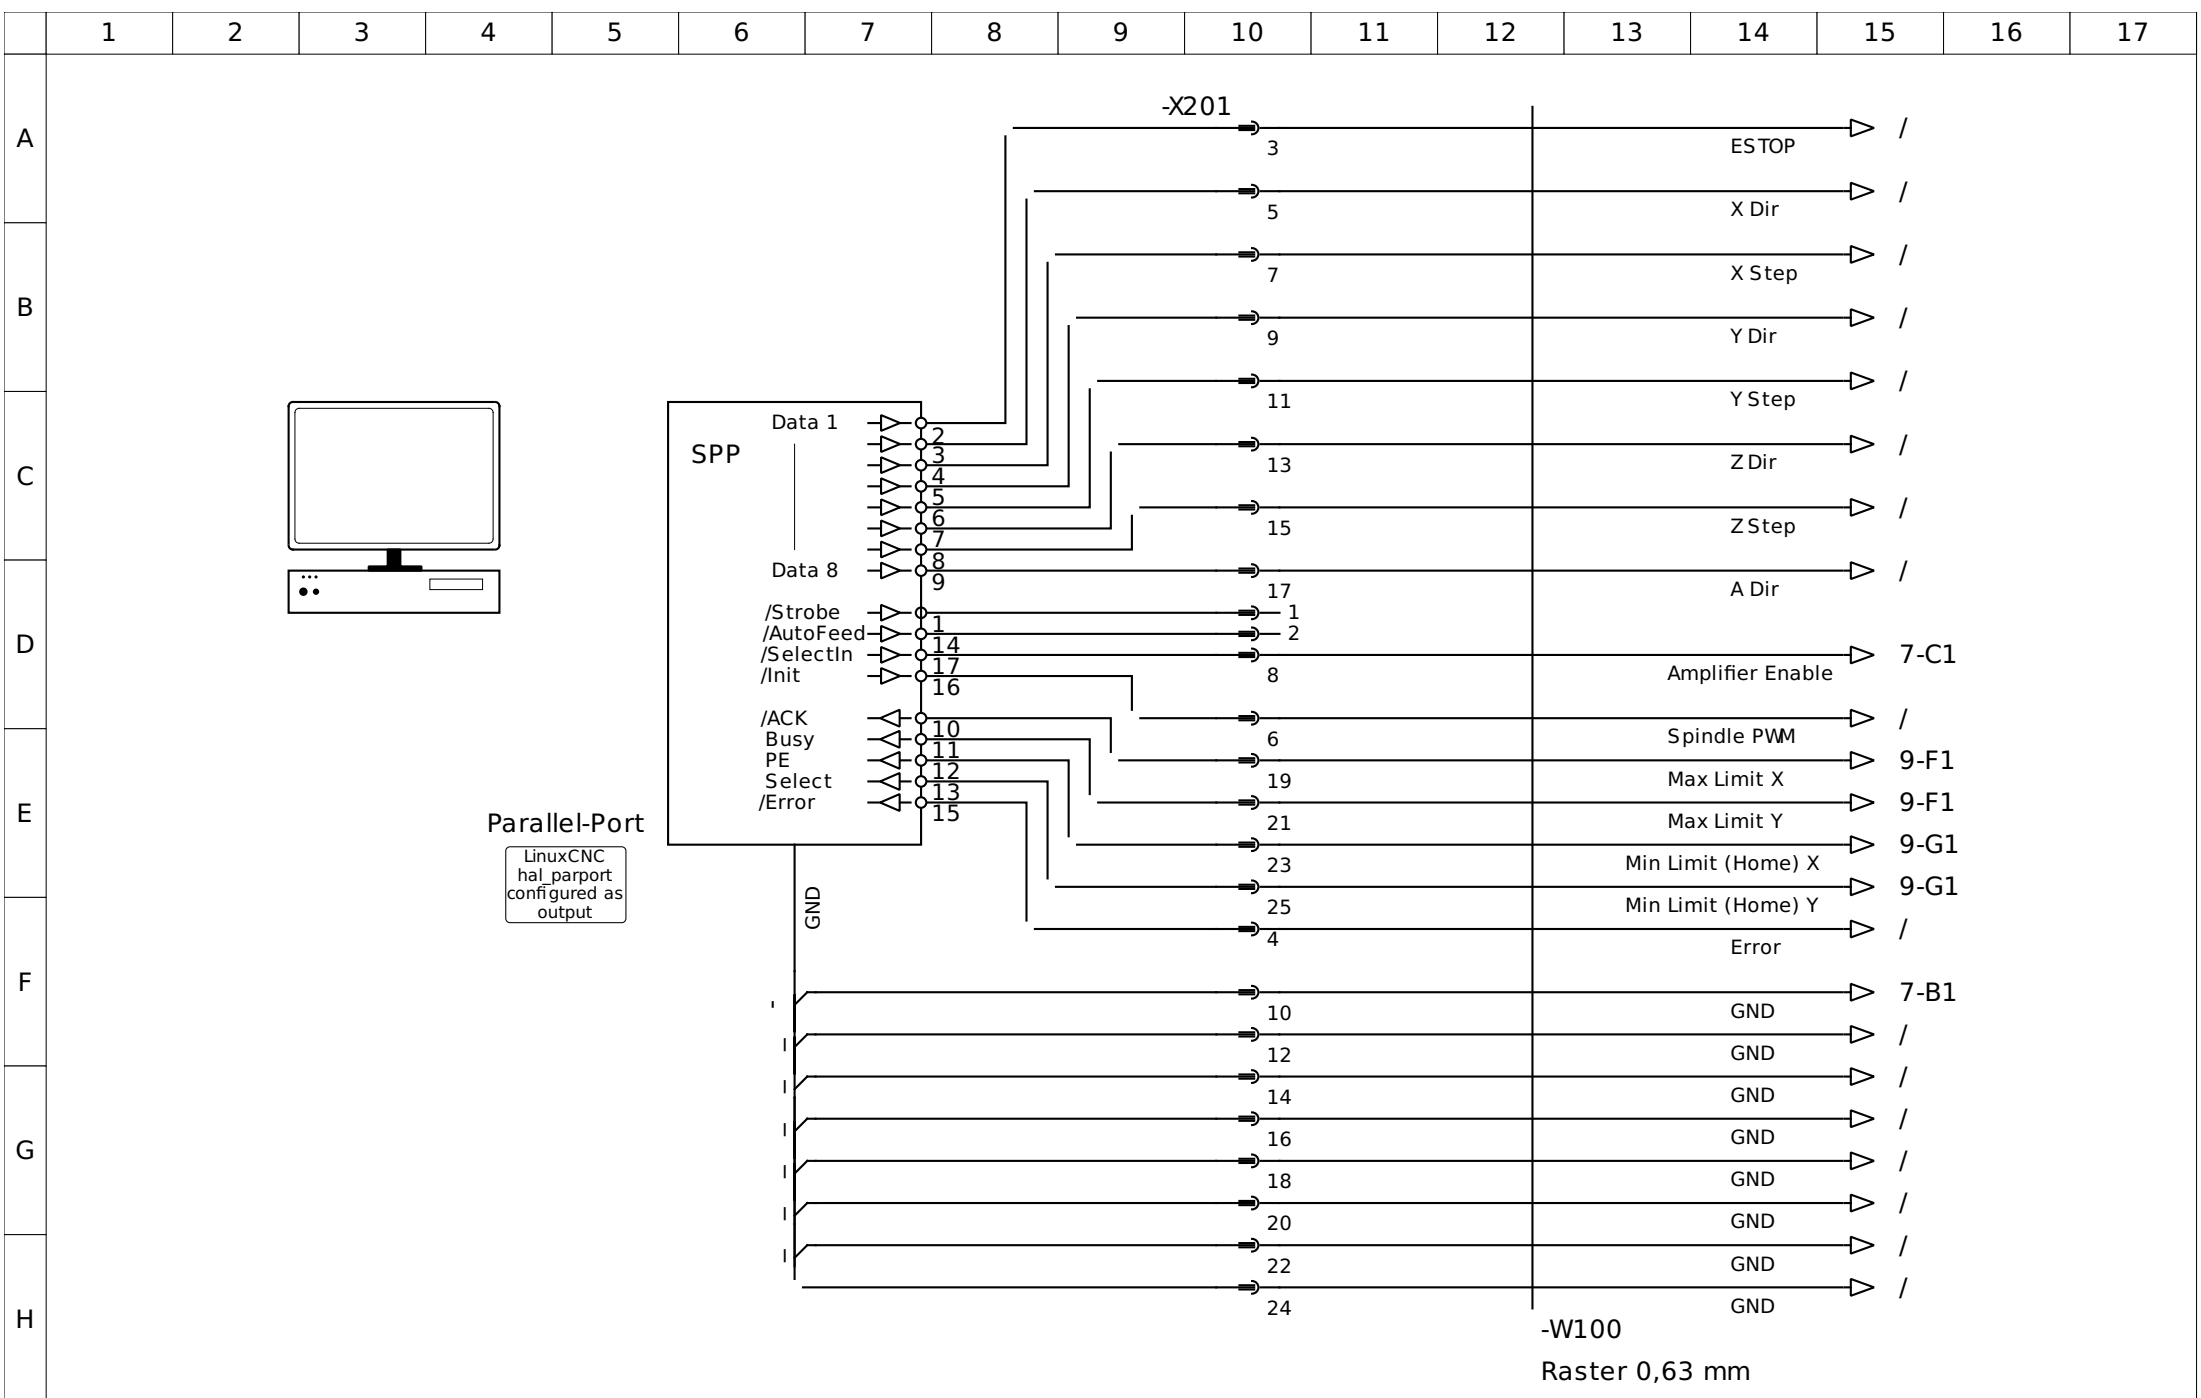 1 2 3 4 5 6 7 8 9 10 11 12 13 14 15 16 17
A
B
C
D
E
F
G
H
-X201
3 ESTOP /
5 X Dir /
7 X Step /
9 Y Dir /
11 Y Step /
13 Z Dir /
15 Z Step /
17 A Dir /
1
2
8 Amplifier Enable 7-C1
6 Spindle PWM /
19 Max Limit X 9-F1
21 Max Limit Y 9-F1
23 Min Limit (Home) X 9-G1
25 Min Limit (Home) Y 9-G1
4 Error /
10 GND 7-B1
12 GND /
14 GND /
16 GND /
18 GND /
20 GND /
22 GND /
24 GND /
SPP
Data 1 2
3
4
5
6
7
8
Data 8 9
/Strobe 1
/AutoFeed 14
/SelectIn 17
/Init 16
/ACK 10
Busy 11
PE 12
Select 13
/Error 15
GND
Parallel-Port
LinuxCNC
hal_parport
configured as
output
-W100
Raster 0,63 mm